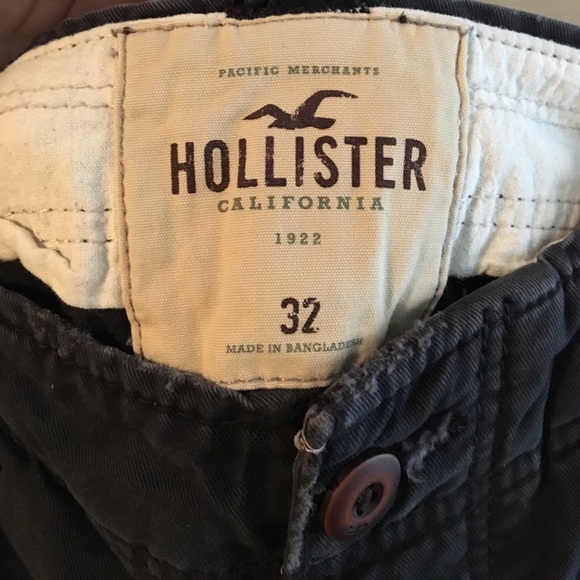 PACIFIC MERCHANTS
HOLLISTER
CALIFORNIA
1922
32
MADE IN BANGLADESH